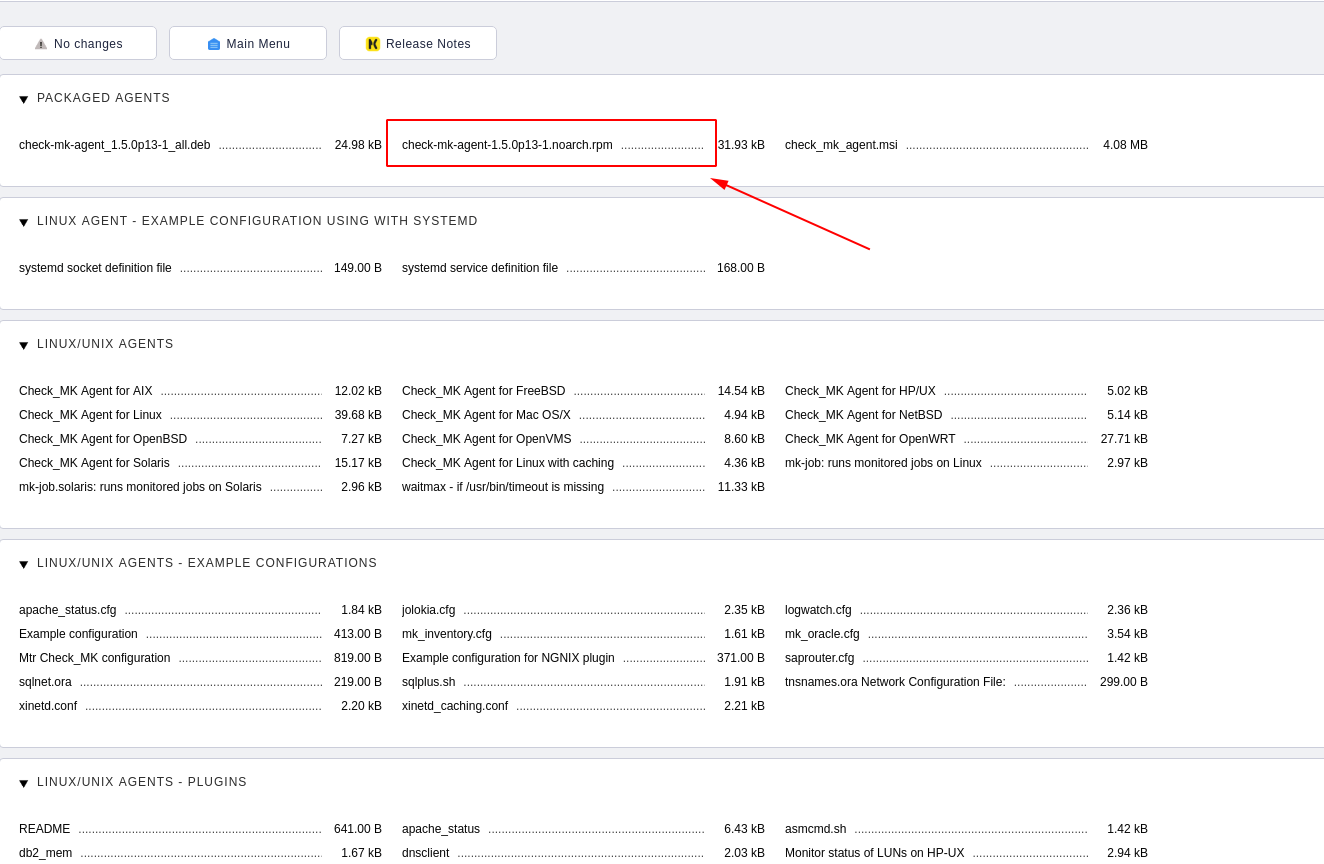 No changes Main Menu Release Notes
PACKAGED AGENTS
check-mk-agent_1.5.0p13-1_all.deb 24.98 kB check-mk-agent-1.5.0p13-1.noarch.rpm 31.93 kB check_mk_agent.msi 4.08 MB
LINUX AGENT - EXAMPLE CONFIGURATION USING WITH SYSTEMD
systemd socket definition file 149.00 B systemd service definition file 168.00 B
LINUX/UNIX AGENTS
Check_MK Agent for AIX 12.02 kB Check_MK Agent for FreeBSD 14.54 kB Check_MK Agent for HP/UX 5.02 kB
Check_MK Agent for Linux 39.68 kB Check_MK Agent for Mac OS/X 4.94 kB Check_MK Agent for NetBSD 5.14 kB
Check_MK Agent for OpenBSD 7.27 kB Check_MK Agent for OpenVMS 8.60 kB Check_MK Agent for OpenWRT 27.71 kB
Check_MK Agent for Solaris 15.17 kB Check_MK Agent for Linux with caching 4.36 kB mk-job: runs monitored jobs on Linux 2.97 kB
mk-job.solaris: runs monitored jobs on Solaris 2.96 kB waitmax - if /usr/bin/timeout is missing 11.33 kB
LINUX/UNIX AGENTS - EXAMPLE CONFIGURATIONS
apache_status.cfg 1.84 kB jolokia.cfg 2.35 kB logwatch.cfg 2.36 kB
Example configuration 413.00 B mk_inventory.cfg 1.61 kB mk_oracle.cfg 3.54 kB
Mtr Check_MK configuration 819.00 B Example configuration for NGNIX plugin 371.00 B saprouter.cfg 1.42 kB
sqlnet.ora 219.00 B sqlplus.sh 1.91 kB tnsnames.ora Network Configuration File: 299.00 B
xinetd.conf 2.20 kB xinetd_caching.conf 2.21 kB
LINUX/UNIX AGENTS - PLUGINS
README 641.00 B apache_status 6.43 kB asmcmd.sh 1.42 kB
db2_mem 1.67 kB dnsclient 2.03 kB Monitor status of LUNs on HP-UX 2.94 kB